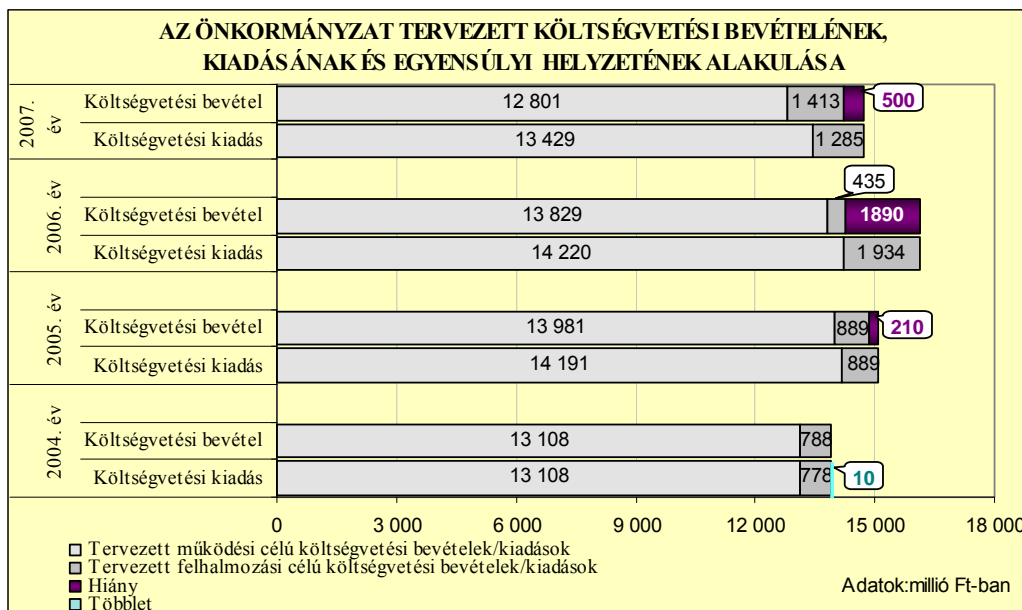 AZ ÖNKORMÁNYZAT TERVEZETT KÖLTSÉGVETÉSI BEVÉTELÉNEK,
KIADÁSÁNAK ÉS EGYENSÚLYI HELYZETÉNEK ALAKULÁSA
2007. év
Költségvetési bevétel 12 801 1 413 500
Költségvetési kiadás 13 429 1 285
2006. év
435
Költségvetési bevétel 13 829 1890
Költségvetési kiadás 14 220 1 934
2005. év
Költségvetési bevétel 13 981 889 210
Költségvetési kiadás 14 191 889
2004. év
Költségvetési bevétel 13 108 788
Költségvetési kiadás 13 108 778 10
0 3 000 6 000 9 000 12 000 15 000 18 000
Tervezett működési célú költségvetési bevételek/kiadások
Tervezett felhalmozási célú költségvetési bevételek/kiadások
Hiány
Többlet
Adatok:millió Ft-ban